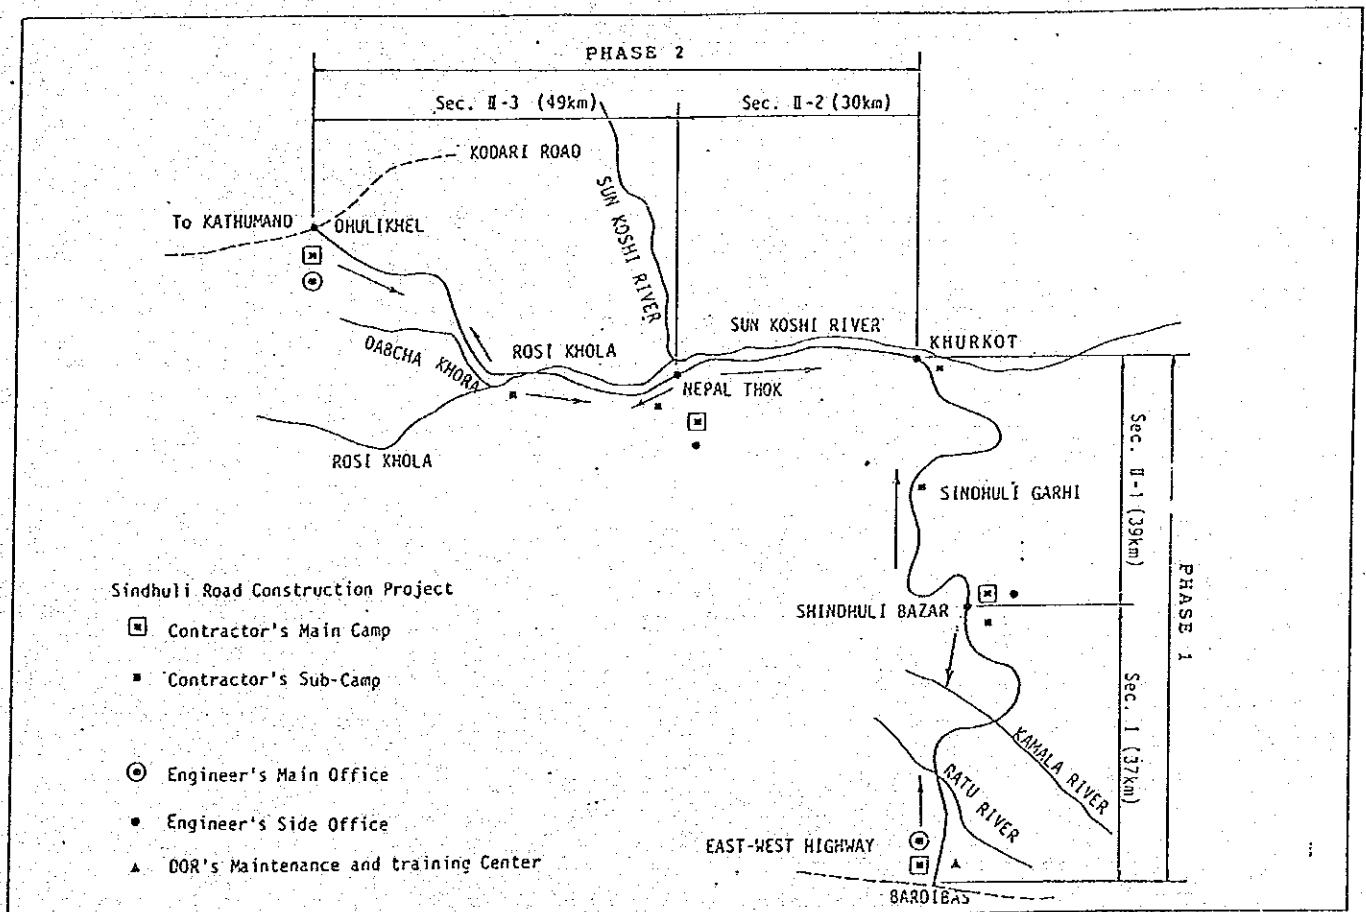 PHASE 2
Sec. Ⅱ-3 (49km)
Sec. Ⅱ-2 (30km)
KODARI ROAD
To KATHUMAND
DHULIKHEL
SUN KOSHI RIVER
SUN KOSHI RIVER
KHURKOT
DABCHA KHORA
ROSI KHOLA
NEPAL THOK
ROSI KHOLA
Sec. Ⅱ-1 (39km)
SINDHULI GARHI
PHASE 1
SHINDHULI BAZAR
Sec. I (37km)
KAMALA RIVER
RATU RIVER
EAST-WEST HIGHWAY
BARDIBAS
Sindhuli Road Construction Project
Contractor's Main Camp
Contractor's Sub-Camp
Engineer's Main Office
Engineer's Side Office
DOR's Maintenance and training Center